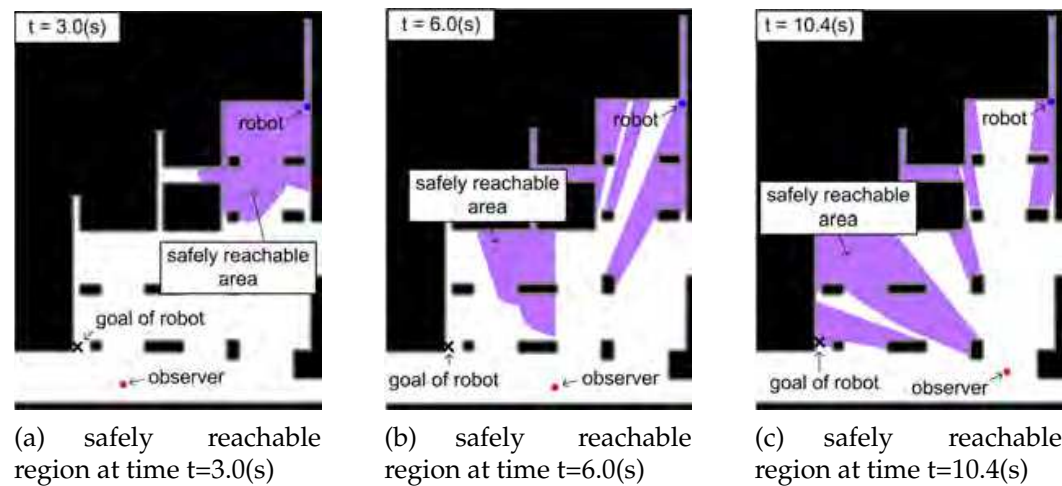 t = 3.0(s)
robot
safely reachable
area
goal of robot
observer
(a) safely reachable
region at time t=3.0(s)
t = 6.0(s)
robot
safely reachable
area
goal of robot
observer
(b) safely reachable
region at time t=6.0(s)
t = 10.4(s)
robot
safely reachable
area
goal of robot
observer
(c) safely reachable
region at time t=10.4(s)